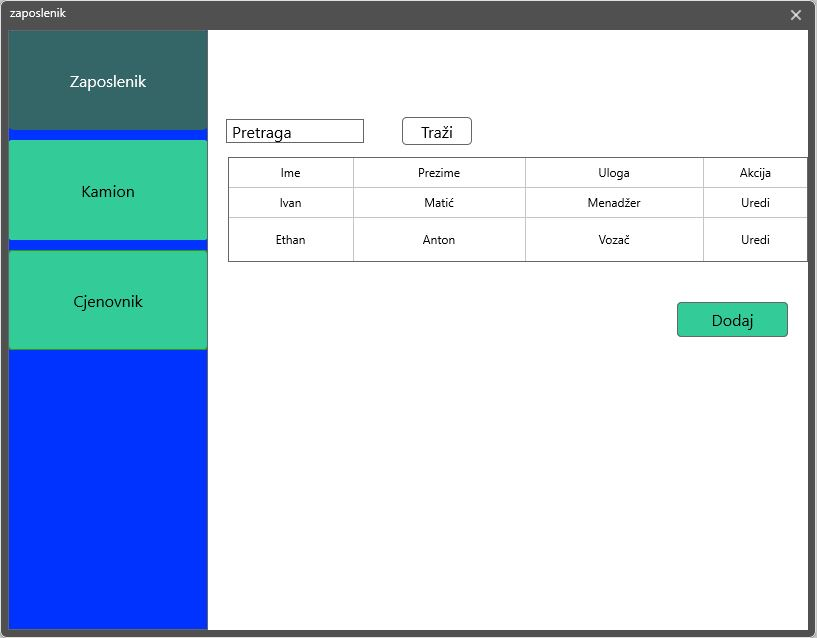 zaposlenik
Zaposlenik
Kamion
Cjenovnik
Pretraga Traži
Ime Prezime Uloga Akcija
Ivan Matić Menadžer Uredi
Ethan Anton Vozač Uredi
Dodaj